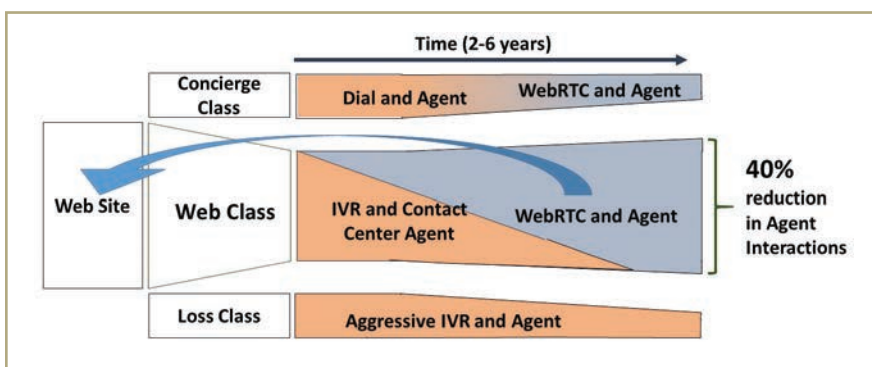 Time (2-6 years)
Concierge
Class
Dial and Agent
WebRTC and Agent
Web Site
Web Class
IVR and Contact
Center Agent
WebRTC and Agent
40%
reduction
in Agent
Interactions
Loss Class
Aggressive IVR and Agent